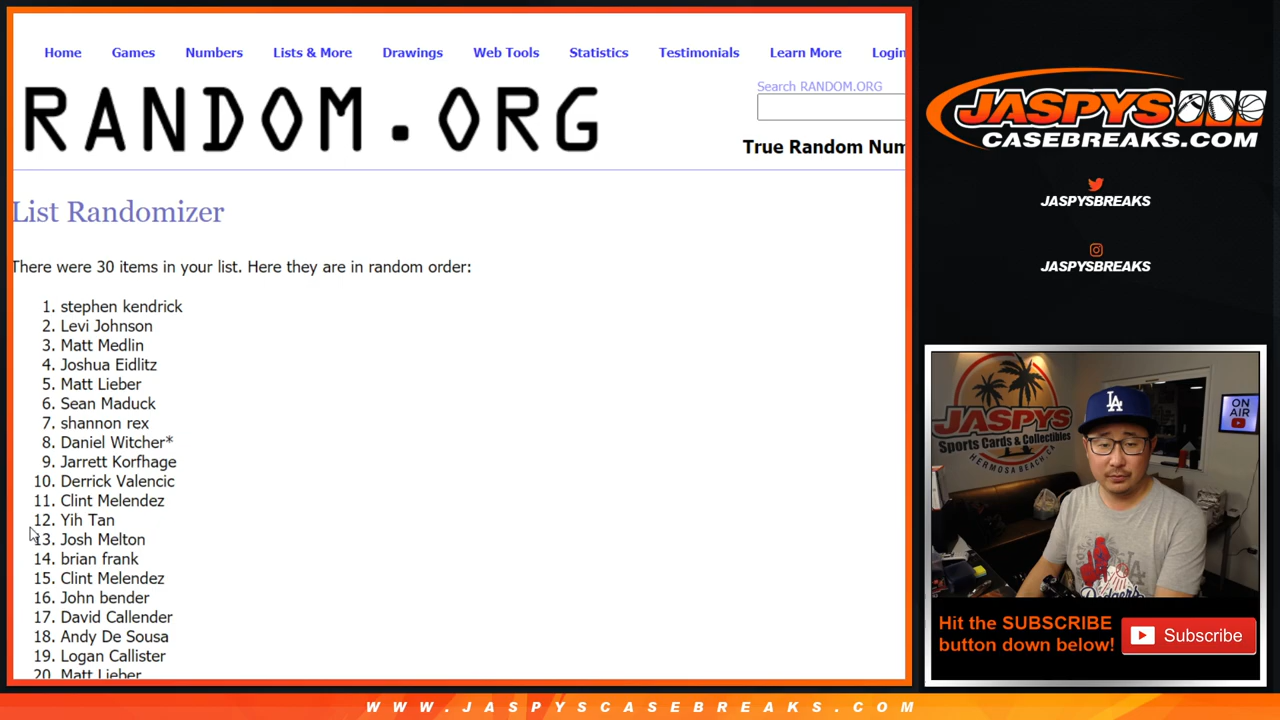 Home Games Numbers Lists & More Drawings Web Tools Statistics Testimonials Learn More Login
RANDOM.ORG
Search RANDOM.ORG
True Random Num
List Randomizer
There were 30 items in your list. Here they are in random order:
1. stephen kendrick
2. Levi Johnson
3. Matt Medlin
4. Joshua Eidlitz
5. Matt Lieber
6. Sean Maduck
7. shannon rex
8. Daniel Witcher*
9. Jarrett Korfhage
10. Derrick Valencic
11. Clint Melendez
12. Yih Tan
13. Josh Melton
14. brian frank
15. Clint Melendez
16. John bender
17. David Callender
18. Andy De Sousa
19. Logan Callister
20. Matt Lieber
JASPYS
CASEBREAKS.COM
JASPYSBREAKS
JASPYSBREAKS
JASPYS
Sports Cards & Collectibles
HERMOSA BEACH, CA
LA
ON
AIR
Dodgers
Hit the SUBSCRIBE
button down below!
Subscribe
WWW.JASPYSCASEBREAKS.COM